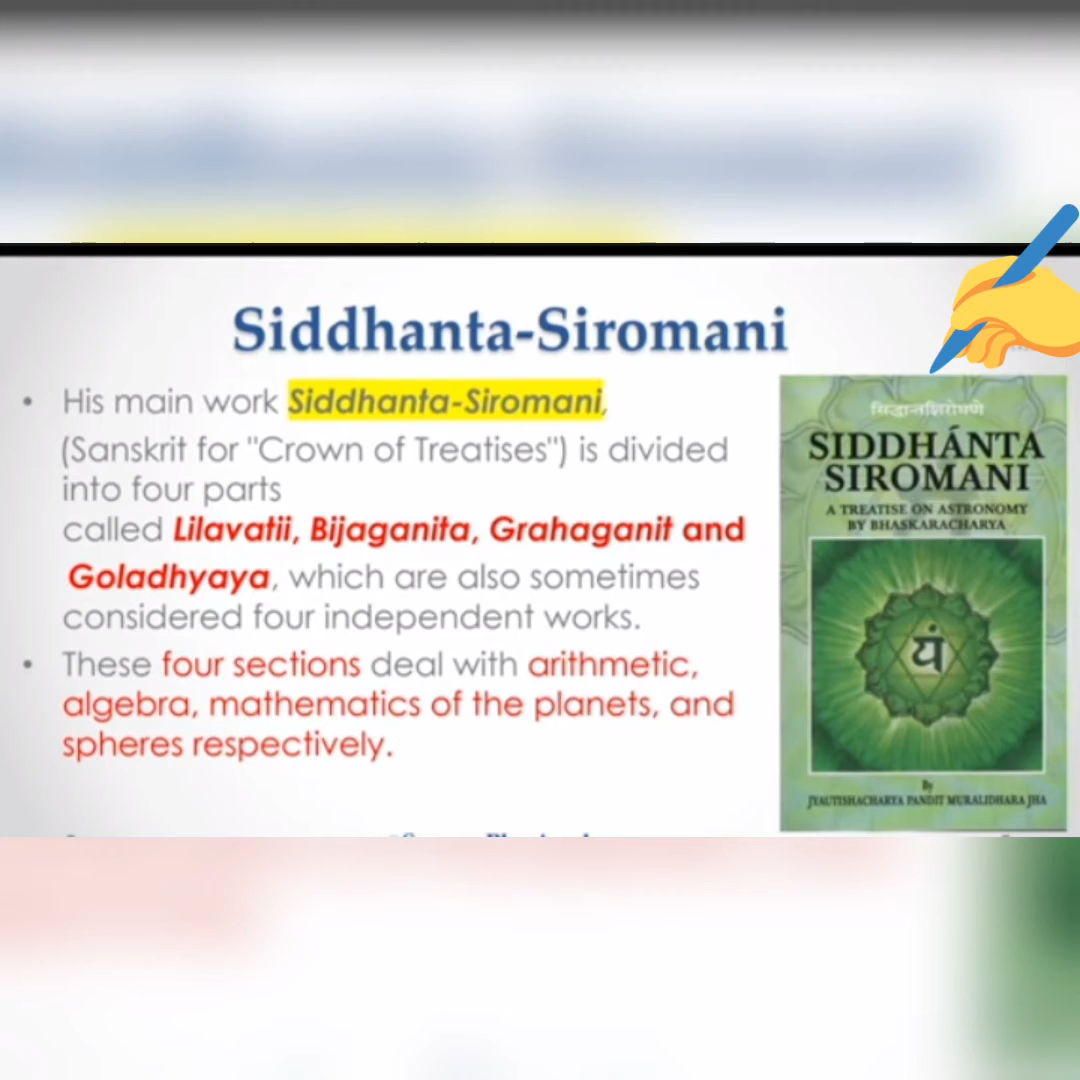 Siddhanta-Siromani
• His main work Siddhanta-Siromani,
(Sanskrit for "Crown of Treatises") is divided
into four parts
called Lilavatii, Bijaganita, Grahaganit and
Goladhyaya, which are also sometimes
considered four independent works.
• These four sections deal with arithmetic,
algebra, mathematics of the planets, and
spheres respectively.
सिद्धान्तशिरोमणे
SIDDHÁNTA
SIROMANI
A TREATISE ON ASTRONOMY
BY BHASKARACHARYA
यं
By
JYAUTISHACHARYA PANDIT MURALIDHARA JHA